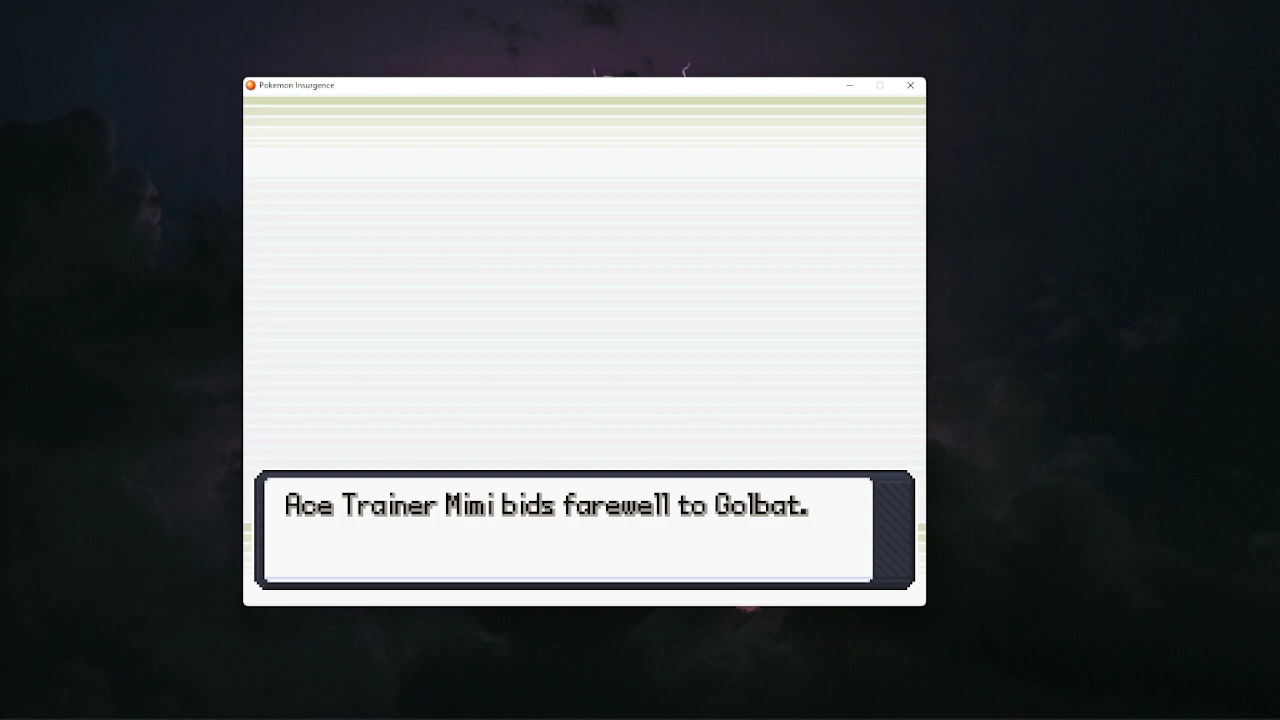 Pokemon Insurgence
Ace Trainer Mimi bids farewell to Golbat.